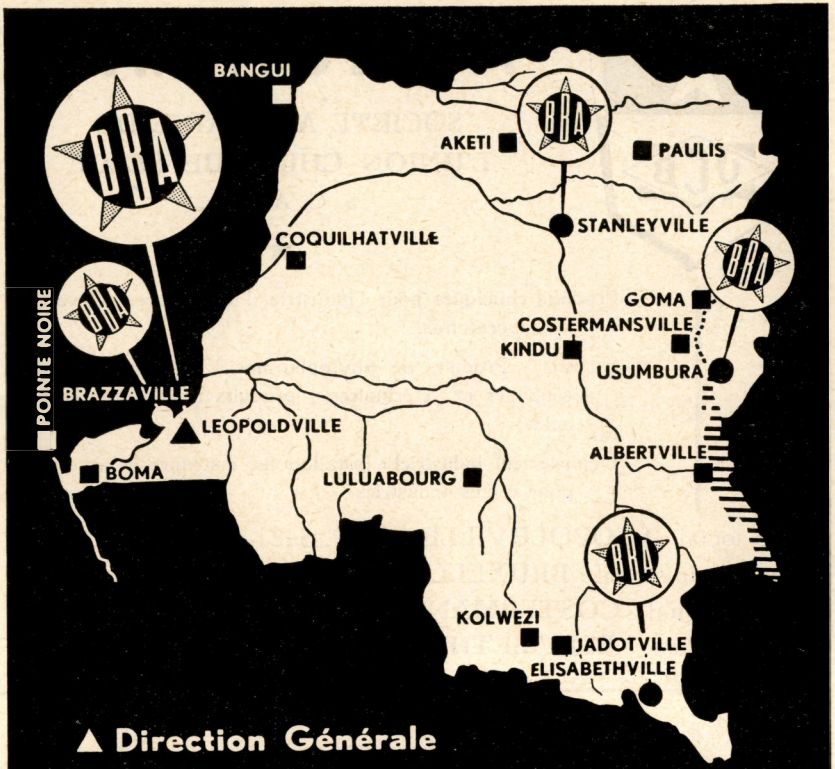 BANGUI
BBA
BBA
AKETI
PAULIS
STANLEYVILLE
COQUILHATVILLE
BBA
BBA
GOMA
COSTERMANSVILLE
KINDU
USUMBURA
POINTE NOIRE
BRAZZAVILLE
LEOPOLDVILLE
BOMA
LULUABOURG
ALBERTVILLE
BBA
KOLWEZI
JADOTVILLE
ELISABETHVILLE
Direction Générale